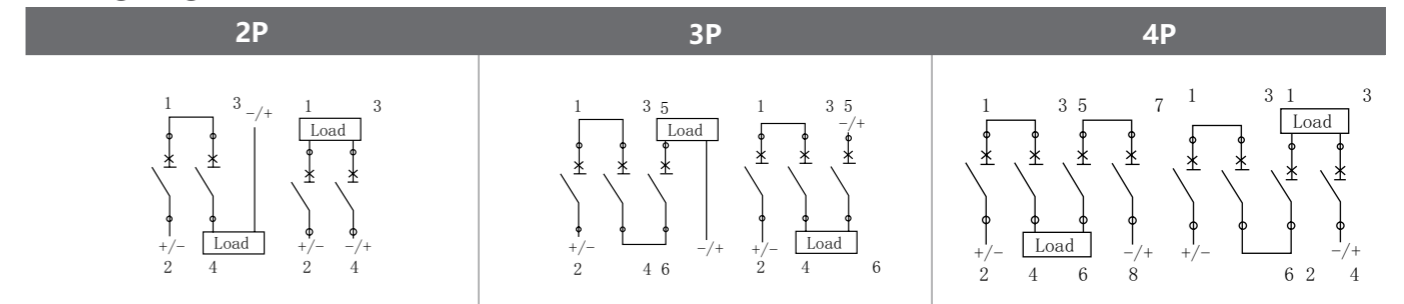 2P 3P 4P
1 3 -/+ 1 3 1 3 5 1 3 5 1 3 5 7 1 3 1 3
-/+
Load Load Load
+/- Load +/- -/+ +/- -/+ +/- Load +/- Load -/+ +/- -/+
2 4 2 4 2 4 6 2 4 6 2 4 6 8 6 2 4